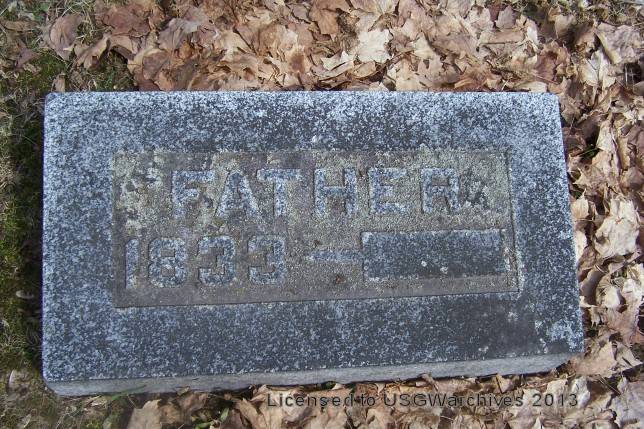 FATHER
1833 —
Licensed to USGWarchives 2013